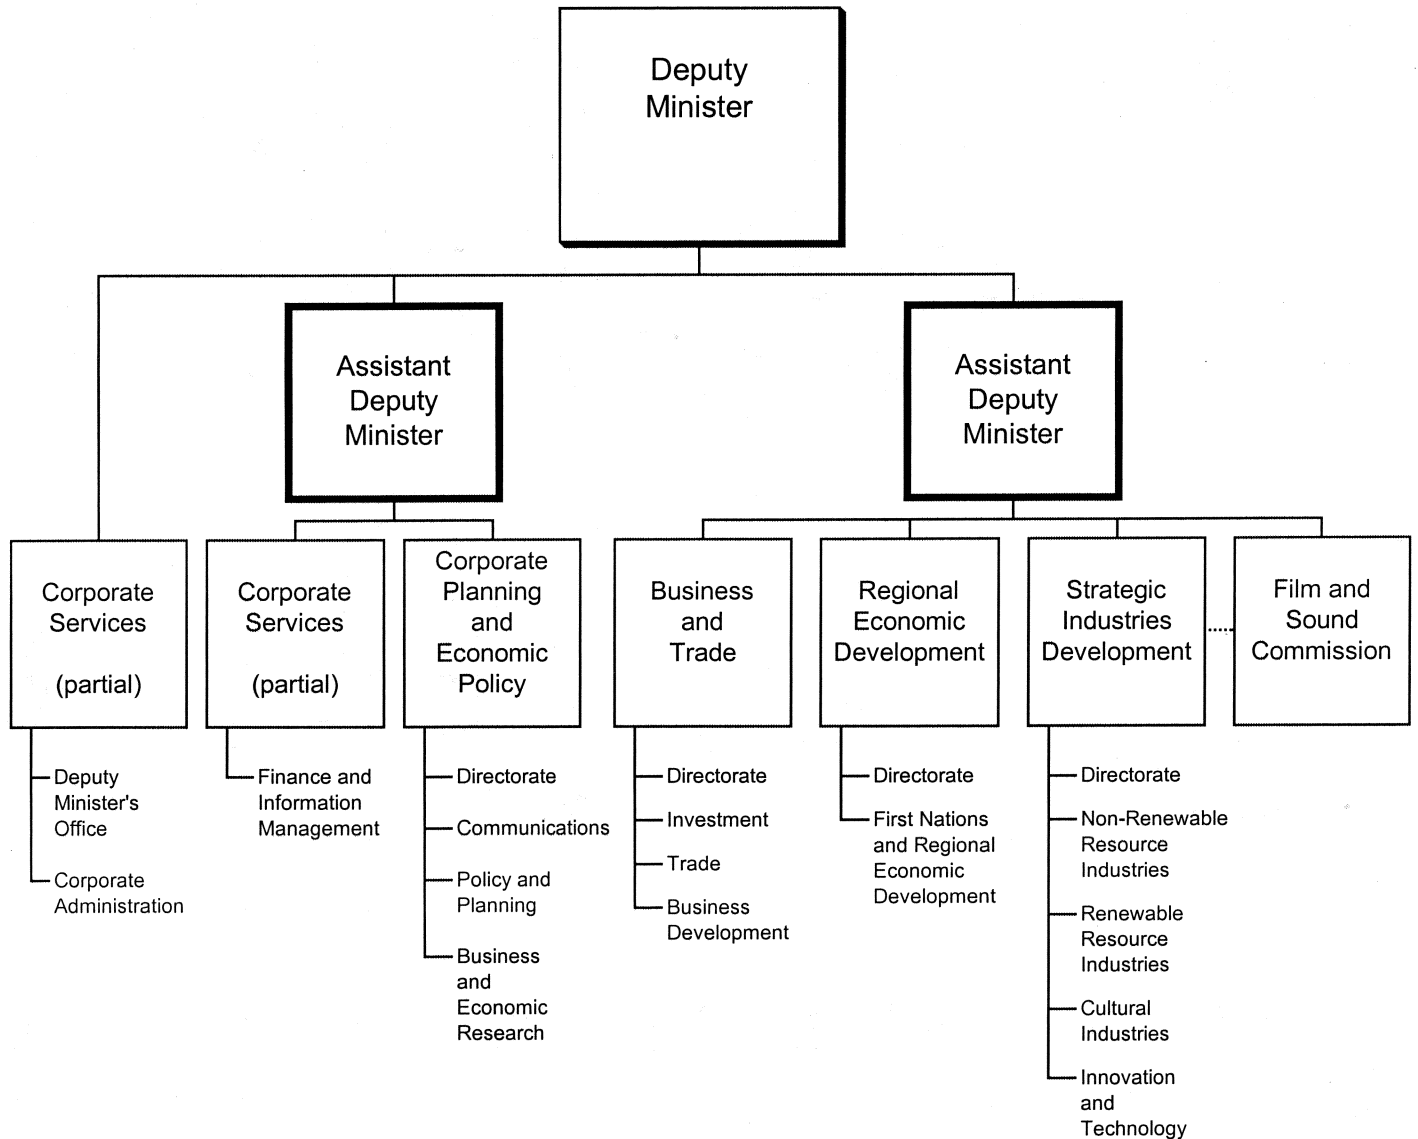 Deputy
Minister
Assistant
Deputy
Minister
Assistant
Deputy
Minister
Corporate
Services
(partial)
Corporate
Services
(partial)
Corporate
Planning
and
Economic
Policy
Business
and
Trade
Regional
Economic
Development
Strategic
Industries
Development
Film and
Sound
Commission
Deputy
Minister's
Office
Corporate
Administration
Finance and
Information
Management
Directorate
Communications
Policy and
Planning
Business
and
Economic
Research
Directorate
Investment
Trade
Business
Development
Directorate
First Nations
and Regional
Economic
Development
Directorate
Non-Renewable
Resource
Industries
Renewable
Resource
Industries
Cultural
Industries
Innovation
and
Technology